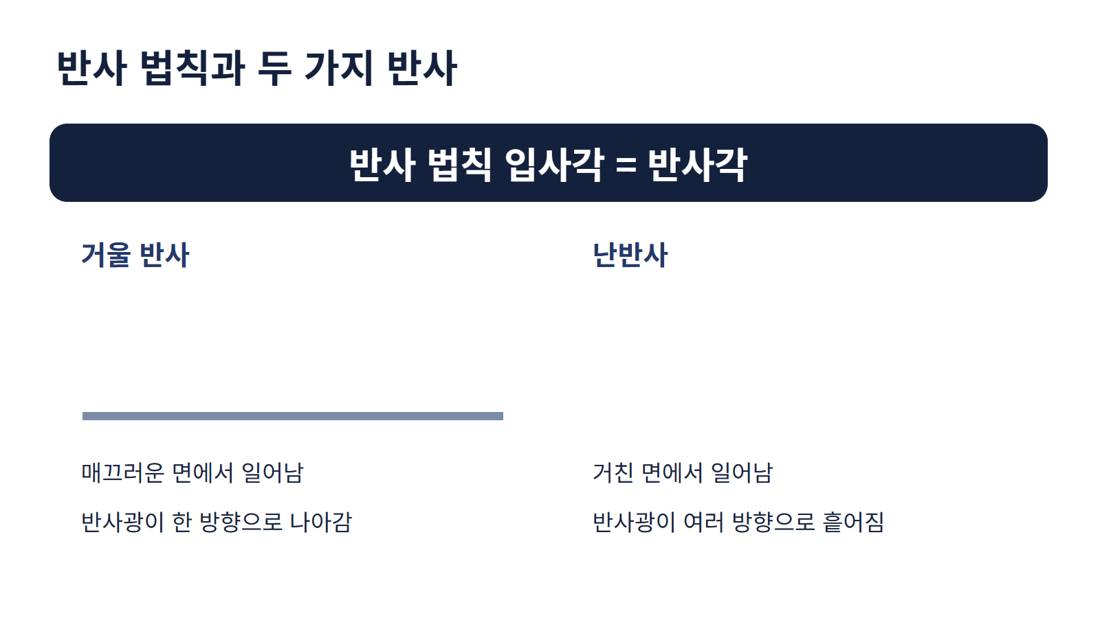 반사 법칙과 두 가지 반사
반사 법칙 입사각 = 반사각
거울 반사
매끄러운 면에서 일어남
반사광이 한 방향으로 나아감
난반사
거친 면에서 일어남
반사광이 여러 방향으로 흩어짐